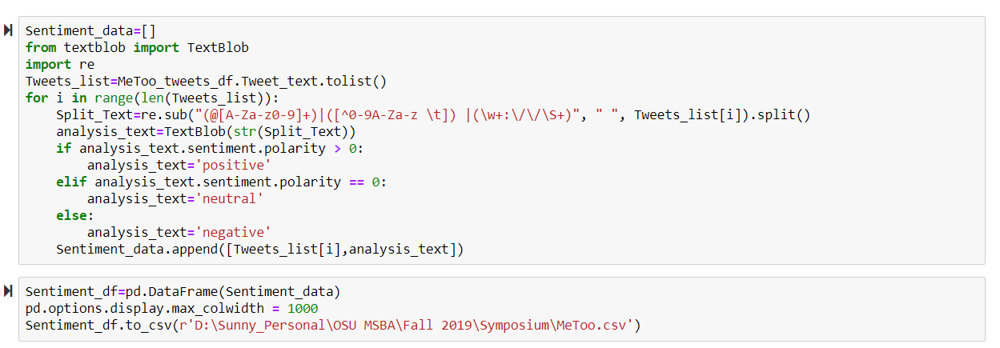 Sentiment_data=[]
from textblob import TextBlob
import re
Tweets_list=MeToo_tweets_df.Tweet_text.tolist()
for i in range(len(Tweets_list)):
    Split_Text=re.sub("(@[A-Za-z0-9]+)|([^0-9A-Za-z \t]) |(\w+:\/\/\S+)", " ", Tweets_list[i]).split()
    analysis_text=TextBlob(str(Split_Text))
    if analysis_text.sentiment.polarity > 0:
        analysis_text='positive'
    elif analysis_text.sentiment.polarity == 0:
        analysis_text='neutral'
    else:
        analysis_text='negative'
    Sentiment_data.append([Tweets_list[i],analysis_text])
Sentiment_df=pd.DataFrame(Sentiment_data)
pd.options.display.max_colwidth = 1000
Sentiment_df.to_csv(r'D:\Sunny_Personal\OSU MSBA\Fall 2019\Symposium\MeToo.csv')